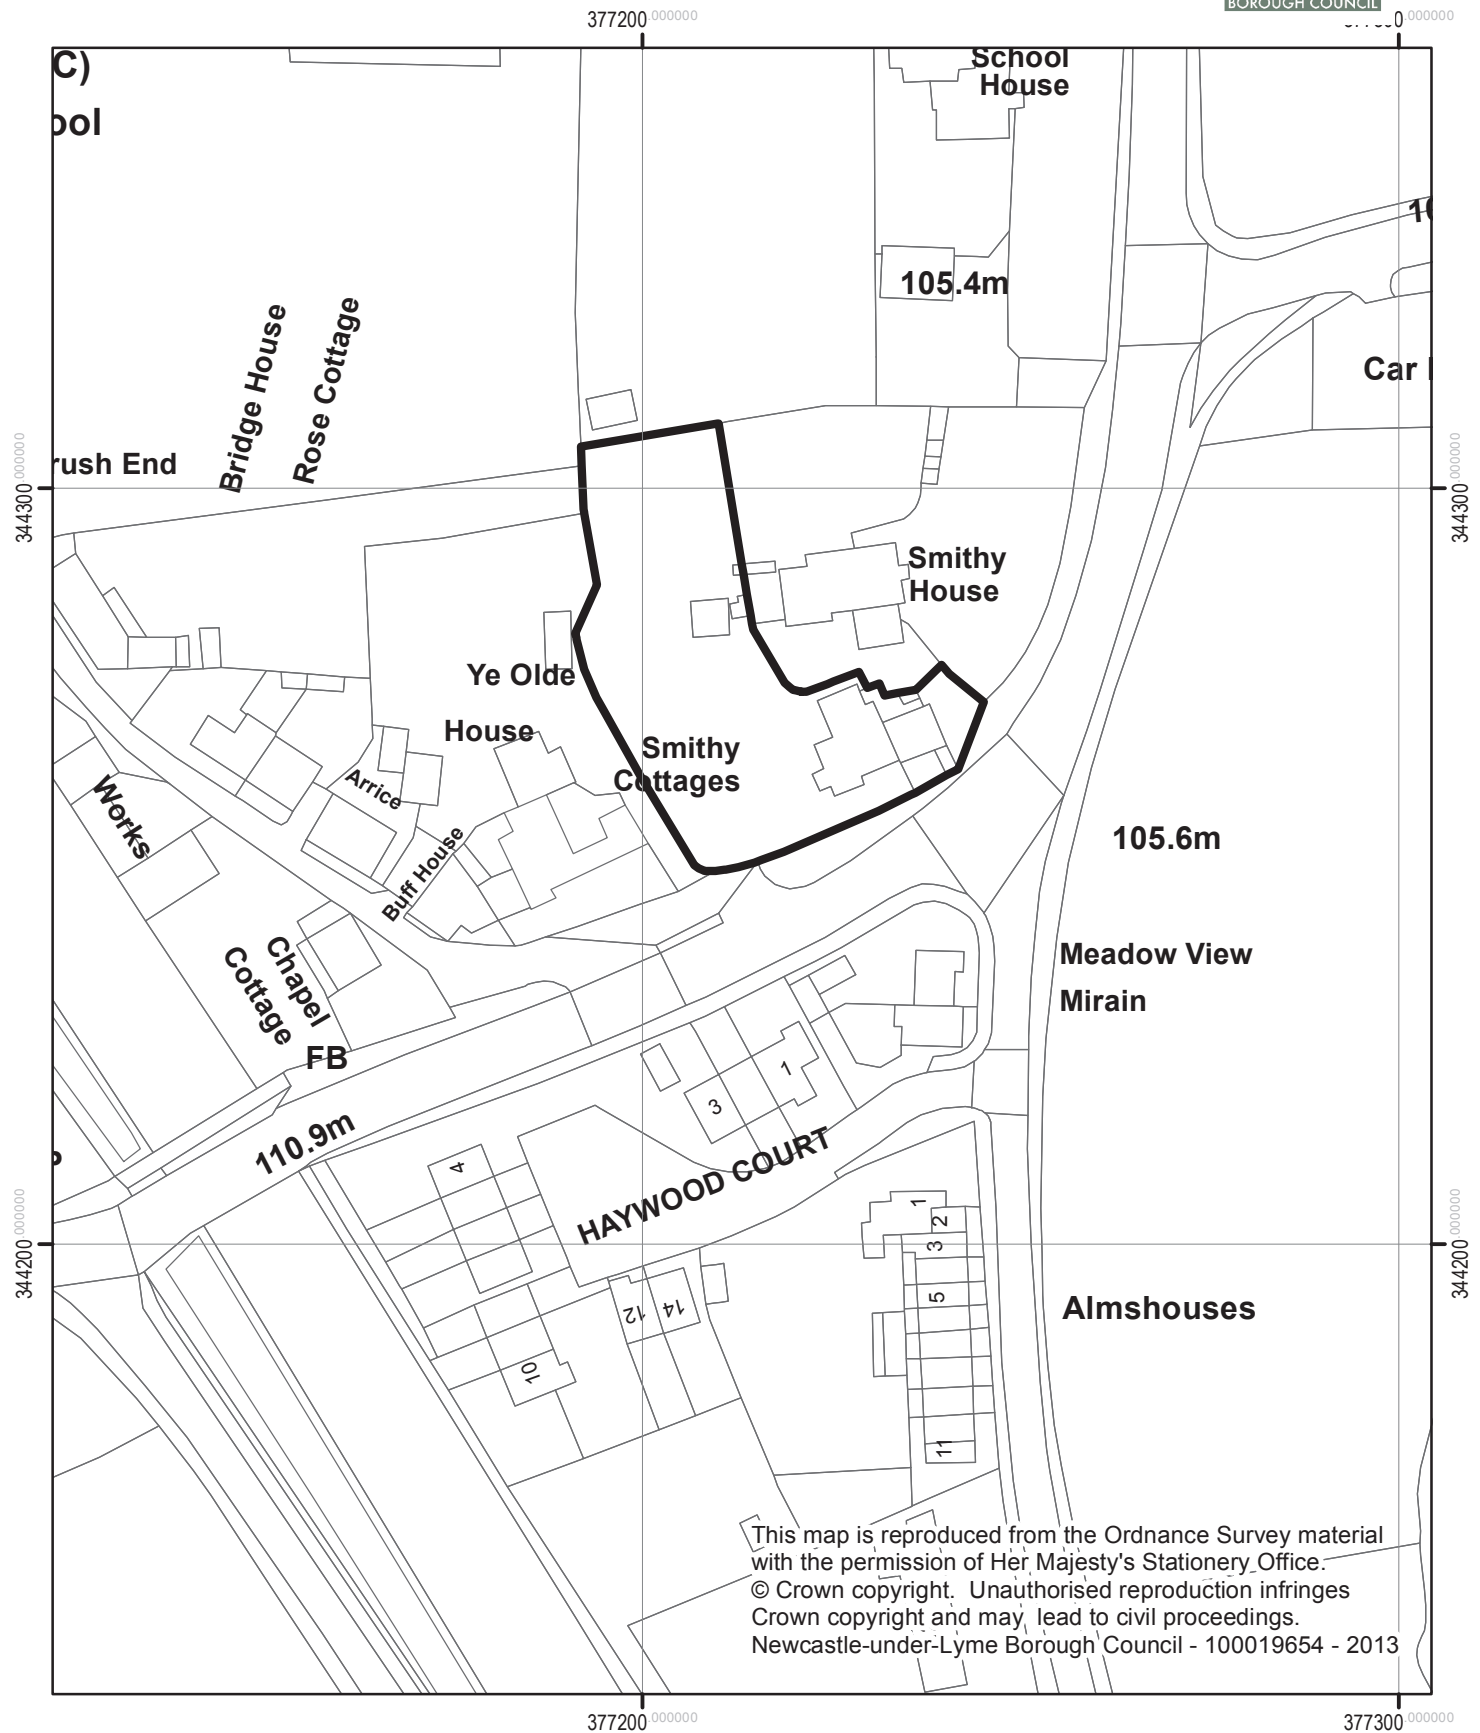 BOROUGH COUNCIL
377200.000000
.000000
C)
ool
School
House
105.4m
Bridge House
Rose Cottage
Car
rush End
344300.000000
344300.000000
Smithy
House
Ye Olde
House
Smithy
Cottages
Works
Arrice
Buff House
105.6m
Chapel
Cottage
FB
Meadow View
Mirain
110.9m
1
3
4
HAYWOOD COURT
1
2
3
5
11
12
14
10
344200.000000
344200.000000
Almshouses
This map is reproduced from the Ordnance Survey material
with the permission of Her Majesty's Stationery Office.
© Crown copyright. Unauthorised reproduction infringes
Crown copyright and may lead to civil proceedings.
Newcastle-under-Lyme Borough Council - 100019654 - 2013
377200.000000
377300.000000